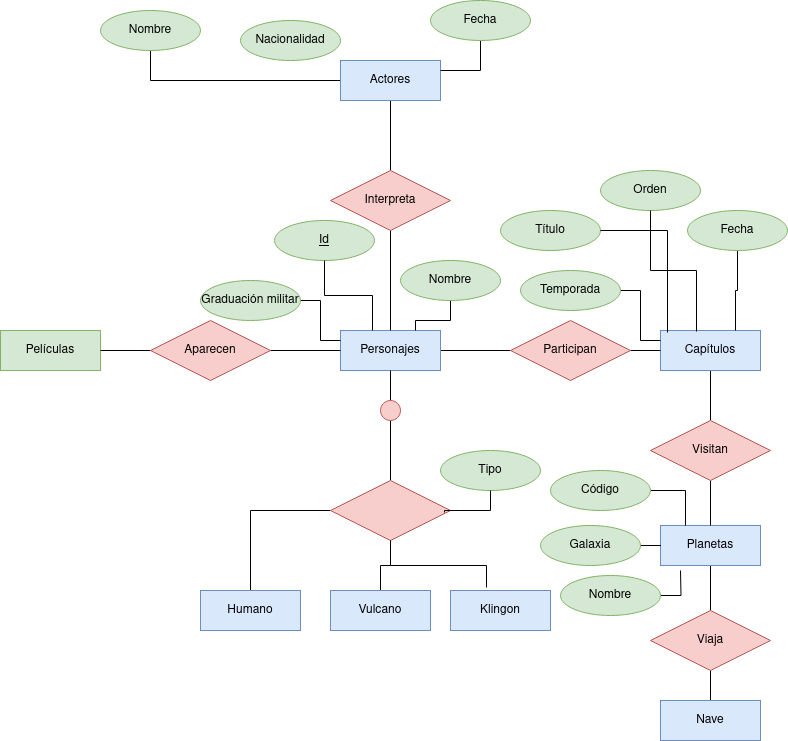 Nombre
Nacionalidad
Fecha
Actores
Interpreta
Orden
Título
Fecha
Id
Nombre
Temporada
Graduación militar
Películas
Aparecen
Personajes
Participan
Capítulos
Visitan
Tipo
Código
Galaxia
Planetas
Nombre
Humano
Vulcano
Klingon
Viaja
Nave